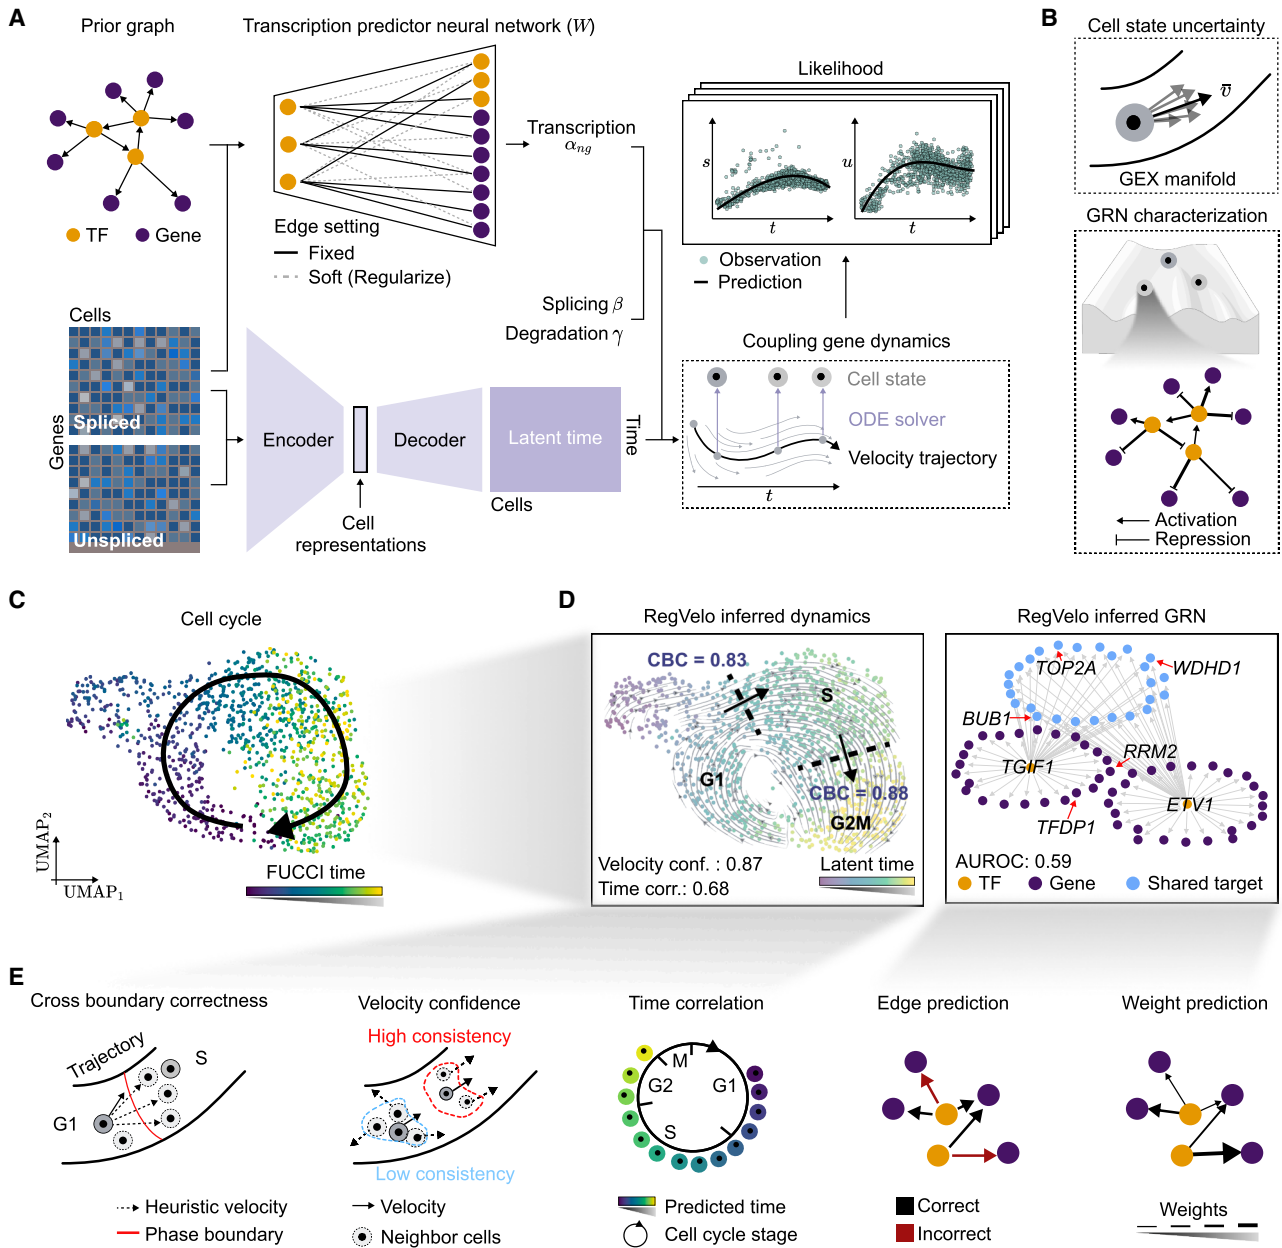 A
Prior graph
Transcription predictor neural network (W)
TF
Gene
Edge setting
Fixed
Soft (Regularize)
Transcription
αng
Likelihood
s
t
u
t
Observation
Prediction
Splicing β
Degradation γ
Cells
Genes
Spliced
Unspliced
Encoder
Decoder
Latent time
Time
Cells
Cell
representations
Coupling gene dynamics
Cell state
ODE solver
Velocity trajectory
t
B
Cell state uncertainty
v̄
GEX manifold
GRN characterization
Activation
Repression
C
Cell cycle
UMAP2
UMAP1
FUCCI time
D
RegVelo inferred dynamics
CBC = 0.83
S
G1
CBC = 0.88
G2M
Velocity conf. : 0.87
Time corr.: 0.68
Latent time
RegVelo inferred GRN
TOP2A
WDHD1
BUB1
RRM2
TGIF1
ETV1
TFDP1
AUROC: 0.59
TF
Gene
Shared target
E
Cross boundary correctness
Trajectory
S
G1
Heuristic velocity
Phase boundary
Velocity confidence
High consistency
Low consistency
Velocity
Neighbor cells
Time correlation
M
G2
G1
S
Predicted time
Cell cycle stage
Edge prediction
Correct
Incorrect
Weight prediction
Weights